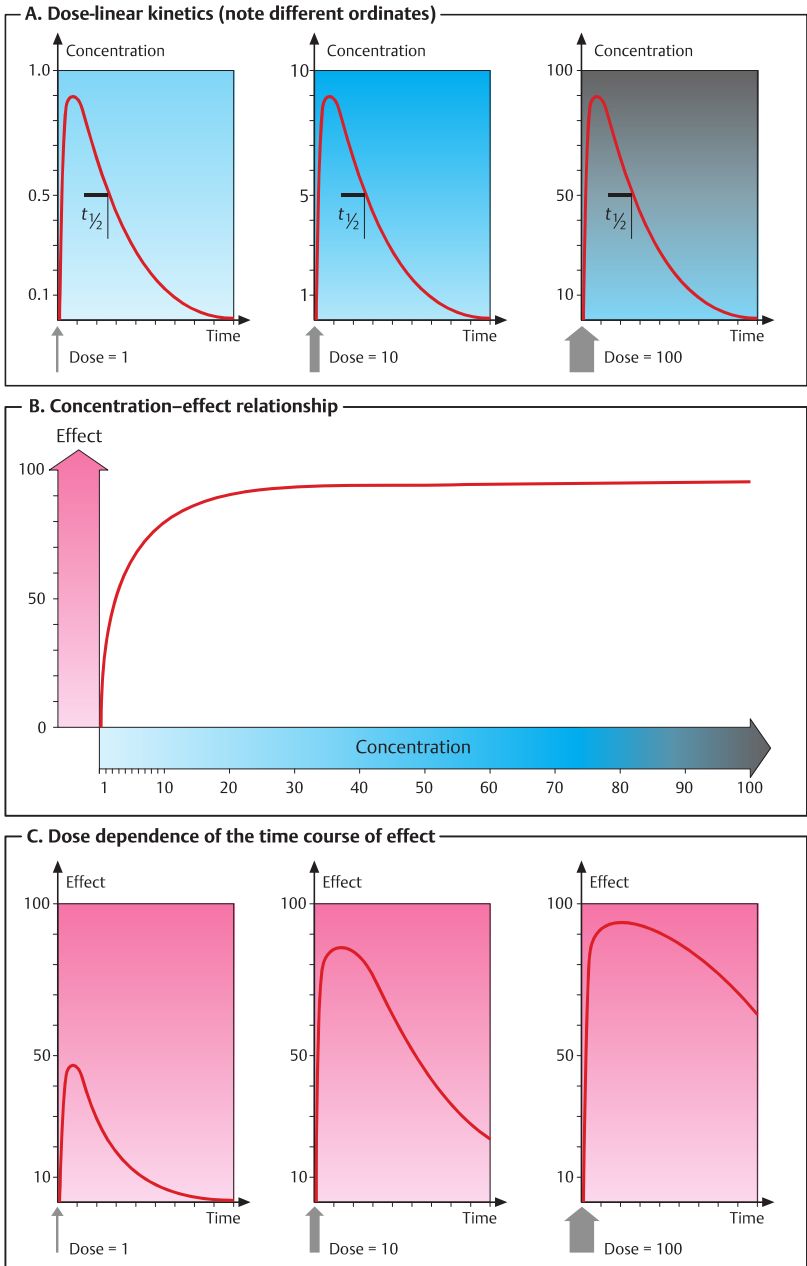 A. Dose-linear kinetics (note different ordinates)
Concentration Concentration Concentration
1.0 10 100
0.5 5 50
t½ t½ t½
0.1 1 10
Time Time Time
Dose = 1 Dose = 10 Dose = 100
B. Concentration–effect relationship
Effect
100
50
0
Concentration
1 10 20 30 40 50 60 70 80 90 100
C. Dose dependence of the time course of effect
Effect Effect Effect
100 100 100
50 50 50
10 10 10
Time Time Time
Dose = 1 Dose = 10 Dose = 100